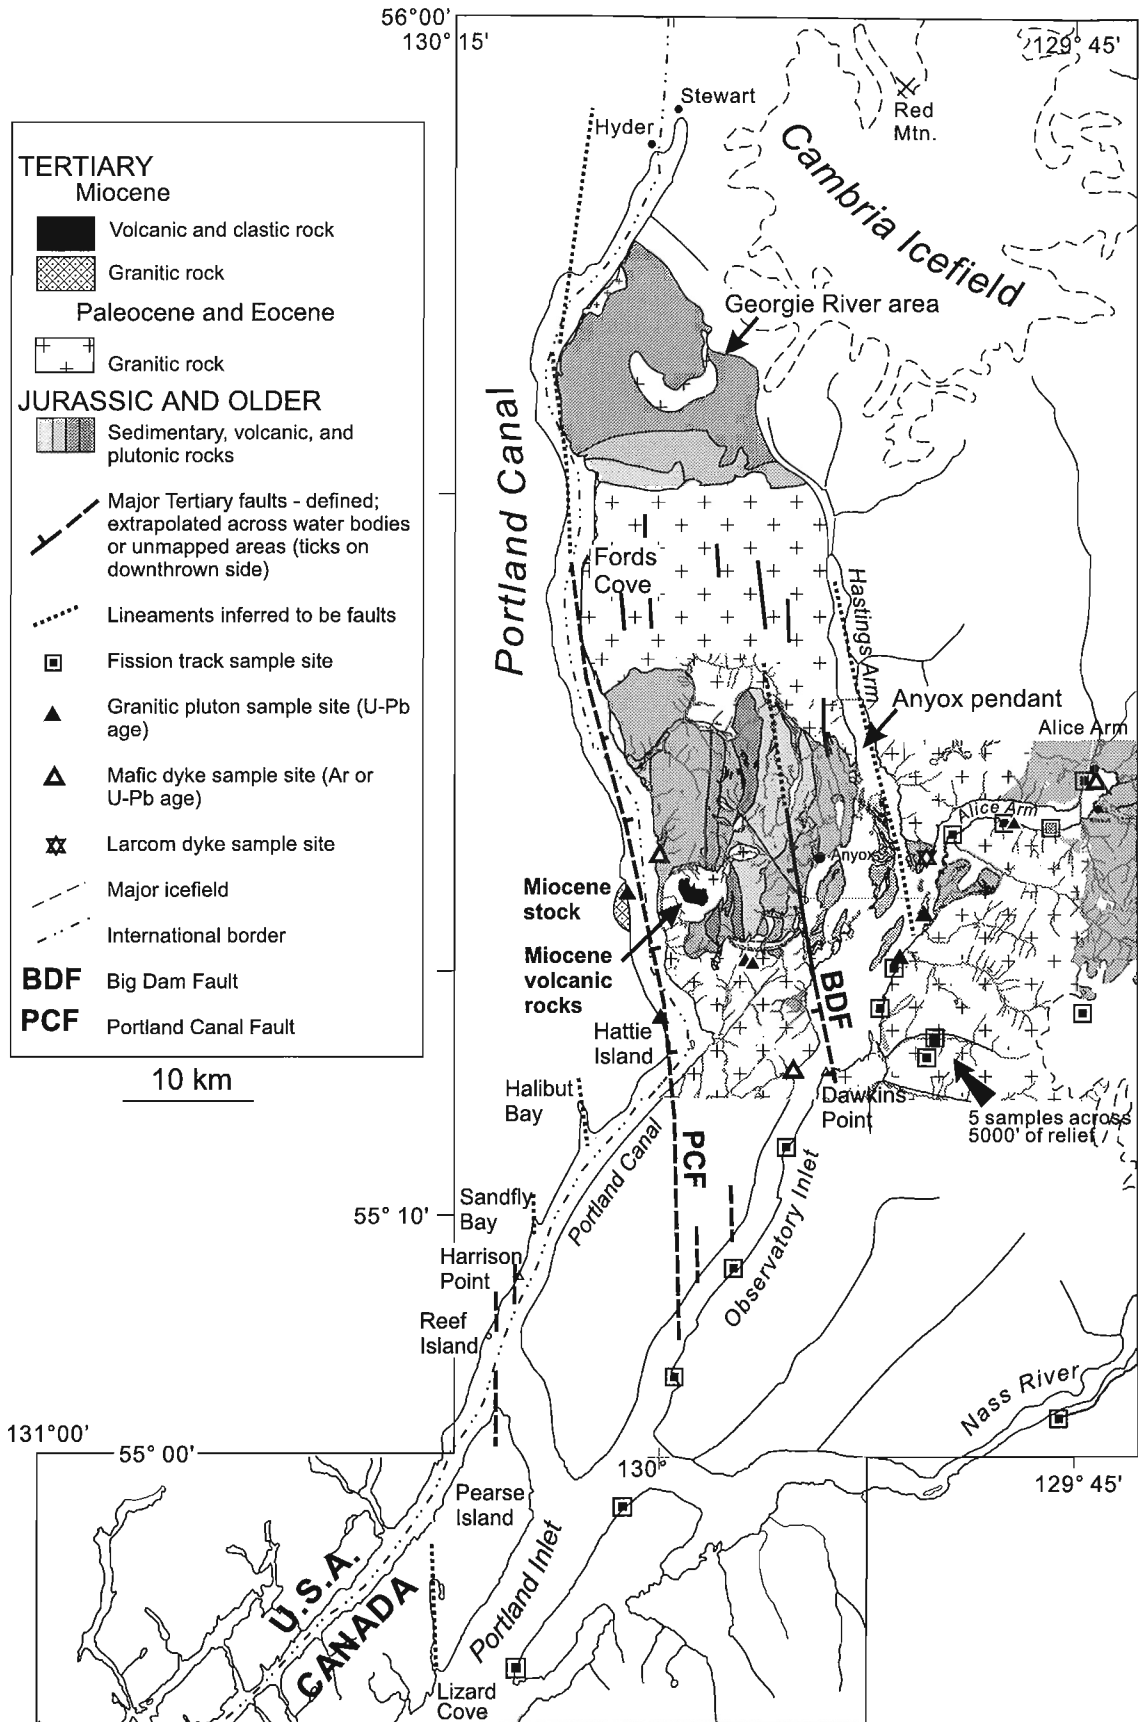 56°00'
130°15'
129° 45'
Stewart
Hyder
Red
Mtn.
Cambria Icefield
TERTIARY
Miocene
Volcanic and clastic rock
Granitic rock
Paleocene and Eocene
Granitic rock
JURASSIC AND OLDER
Sedimentary, volcanic, and
plutonic rocks
Major Tertiary faults - defined;
extrapolated across water bodies
or unmapped areas (ticks on
downthrown side)
Lineaments inferred to be faults
Fission track sample site
Granitic pluton sample site (U-Pb
age)
Mafic dyke sample site (Ar or
U-Pb age)
Larcom dyke sample site
Major icefield
International border
BDF Big Dam Fault
PCF Portland Canal Fault
10 km
Georgie River area
Portland Canal
Fords
Cove
Hastings Arm
Anyox pendant
Alice Arm
Alice Arm
Anyox
Miocene
stock
Miocene
volcanic
rocks
BDF
Hattie
Island
Halibut
Bay
Dawkins
Point
5 samples across
5000' of relief
PCF
Portland Canal
Observatory Inlet
Sandfly
Bay
55° 10'
Harrison
Point
Reef
Island
Nass River
131°00'
55° 00'
130°
129° 45'
Pearse
Island
Portland Inlet
U.S.A.
CANADA
Lizard
Cove